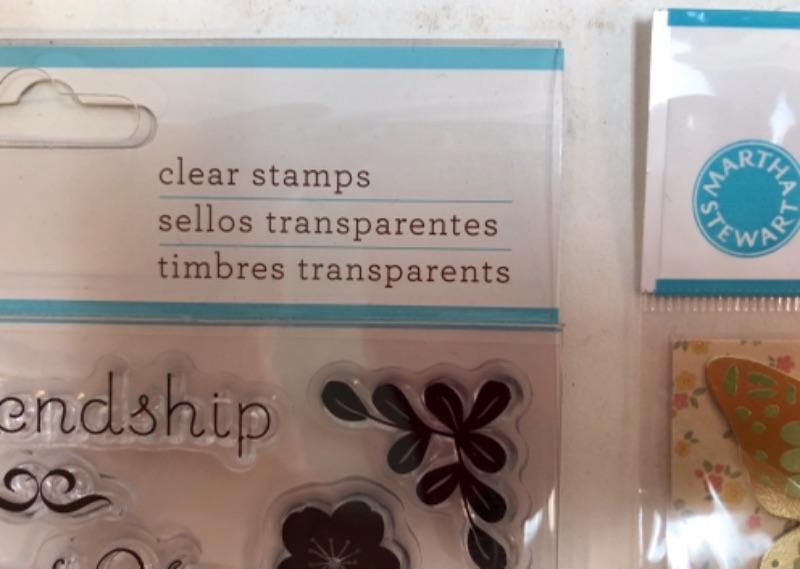 clear stamps
sellos transparentes
timbres transparents
endship
MARTHA
STEWART